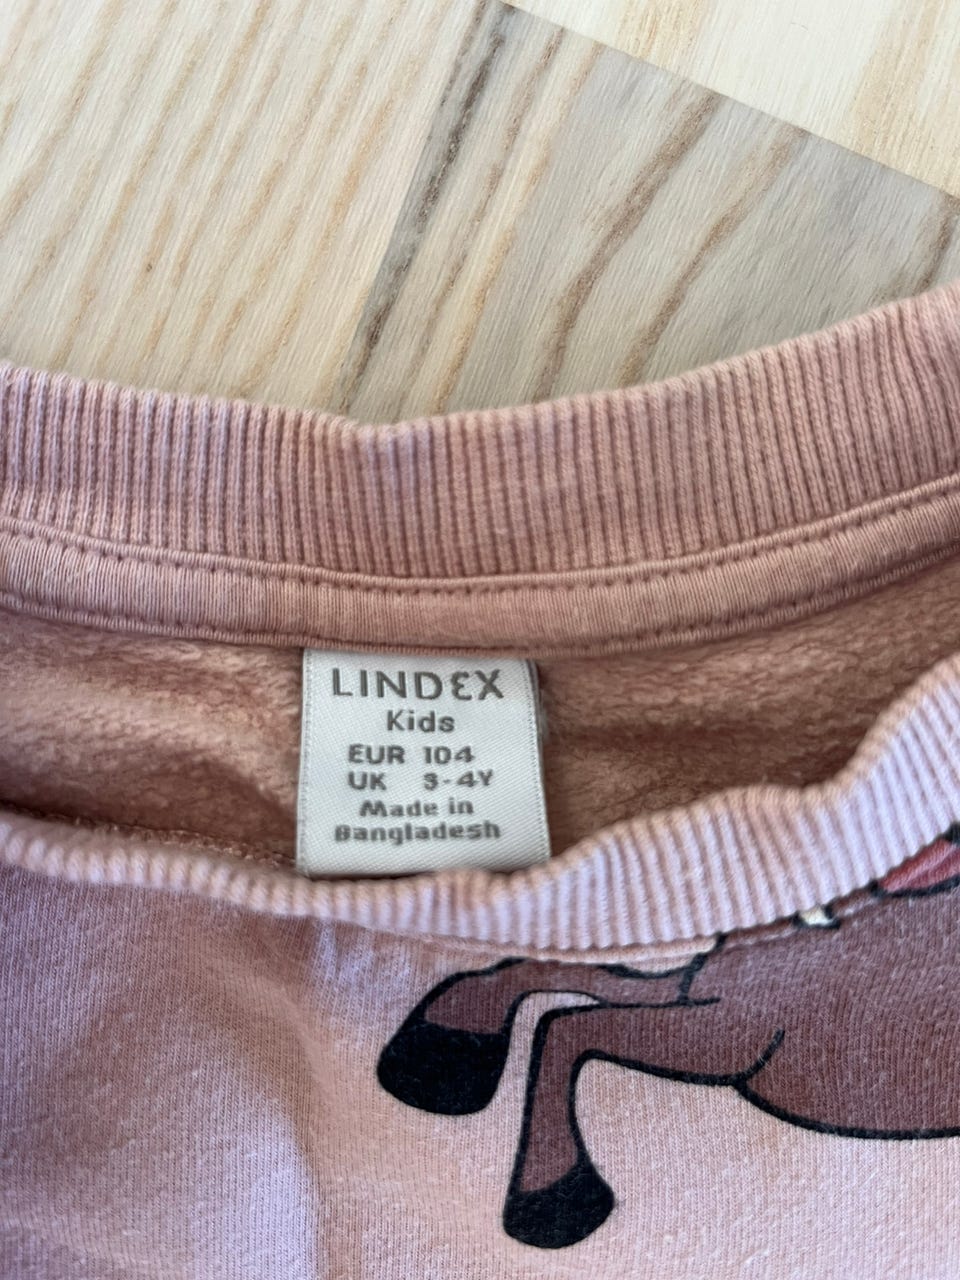 LINDEX
Kids
EUR 104
UK 3-4Y
Made in
Bangladesh